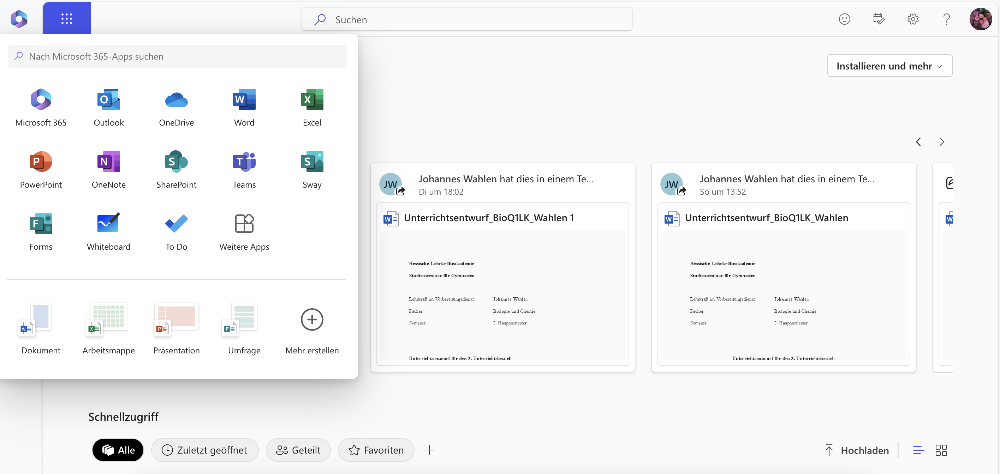 Suchen
Nach Microsoft 365-Apps suchen
Installieren und mehr
Microsoft 365
Outlook
OneDrive
Word
Excel
PowerPoint
OneNote
SharePoint
Teams
Sway
Forms
Whiteboard
To Do
Weitere Apps
Dokument
Arbeitsmappe
Präsentation
Umfrage
Mehr erstellen
JW
Johannes Wahlen hat dies in einem Te...
Di um 18:02
Unterrichtsentwurf_BioQ1LK_Wahlen 1
Hessische Lehrkräfteakademie
Studienseminar für Gymnasien
Lehrkraft im Vorbereitungsdienst Johannes Wahlen
Fächer: Biologie und Chemie
Semeser: 2. Hauptsemester
Unterrichtsentwurf für den 3. Unterrichtsbesuch
JW
Johannes Wahlen hat dies in einem Te...
So um 13:52
Unterrichtsentwurf_BioQ1LK_Wahlen
Hessische Lehrkräfteakademie
Studienseminar für Gymnasien
Lehrkraft im Vorbereitungsdienst Johannes Wahlen
Fächer: Biologie und Chemie
Semeser: 2. Hauptsemester
Unterrichtsentwurf für den 3. Unterrichtsbesuch
Schnellzugriff
Alle
Zuletzt geöffnet
Geteilt
Favoriten
Hochladen